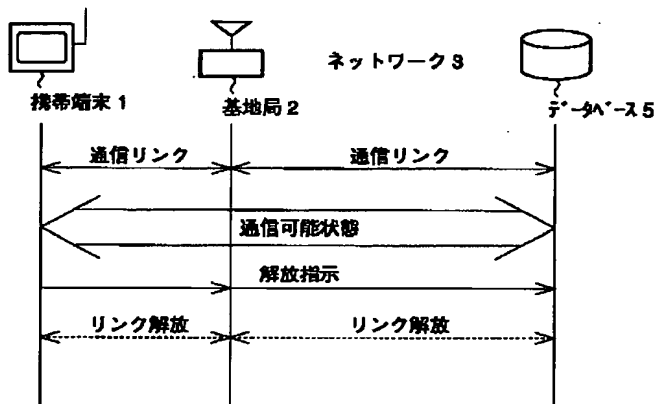 ネットワーク3
携帯端末1
基地局2
データベース5
通信リンク
通信リンク
通信可能状態
解放指示
リンク解放
リンク解放